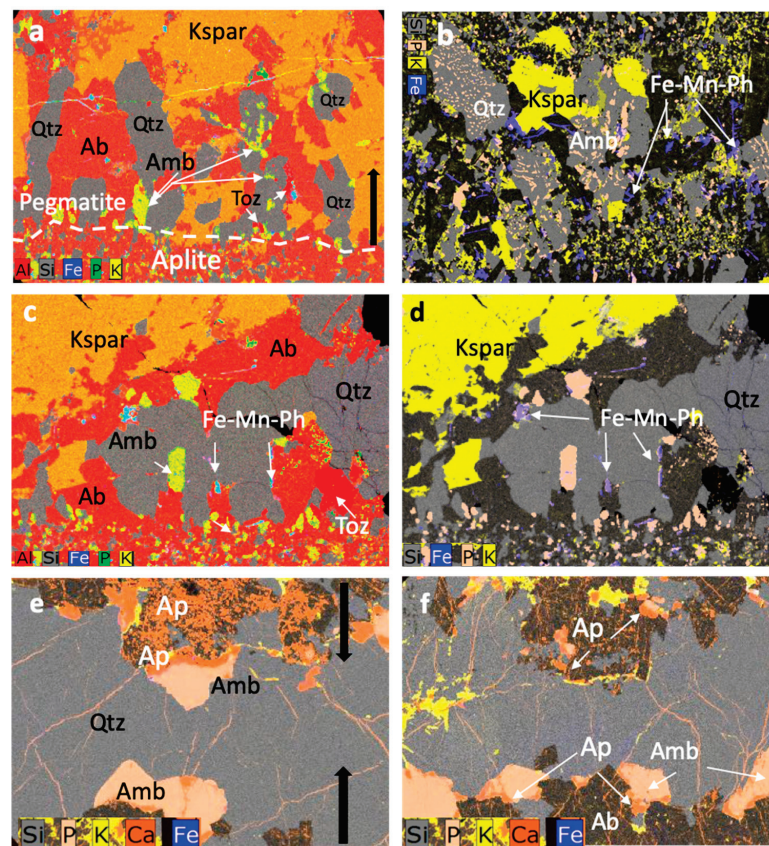 a
Kspar
Qtz
Ab
Qtz
Qtz
Amb
Toz
Pegmatite
Qtz
Aplite
Al Si Fe P K
b
Si P K Fe
Fe-Mn-Ph
Qtz
Kspar
Amb
c
Kspar
Ab
Qtz
Fe-Mn-Ph
Amb
Ab
Toz
Al Si Fe P K
d
Kspar
Qtz
Fe-Mn-Ph
Si Fe P K
e
Ap
Ap
Amb
Qtz
Amb
Si P K Ca Fe
f
Ap
Ap
Amb
Ab
Si P K Ca Fe